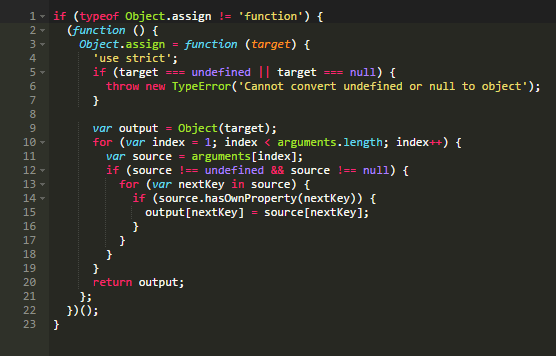 1 if (typeof Object.assign != 'function') {
2   (function () {
3     Object.assign = function (target) {
4       'use strict';
5       if (target === undefined || target === null) {
6         throw new TypeError('Cannot convert undefined or null to object');
7       }
8
9       var output = Object(target);
10       for (var index = 1; index < arguments.length; index++) {
11         var source = arguments[index];
12         if (source !== undefined && source !== null) {
13           for (var nextKey in source) {
14             if (source.hasOwnProperty(nextKey)) {
15               output[nextKey] = source[nextKey];
16             }
17           }
18         }
19       }
20       return output;
21     };
22   })();
23 }